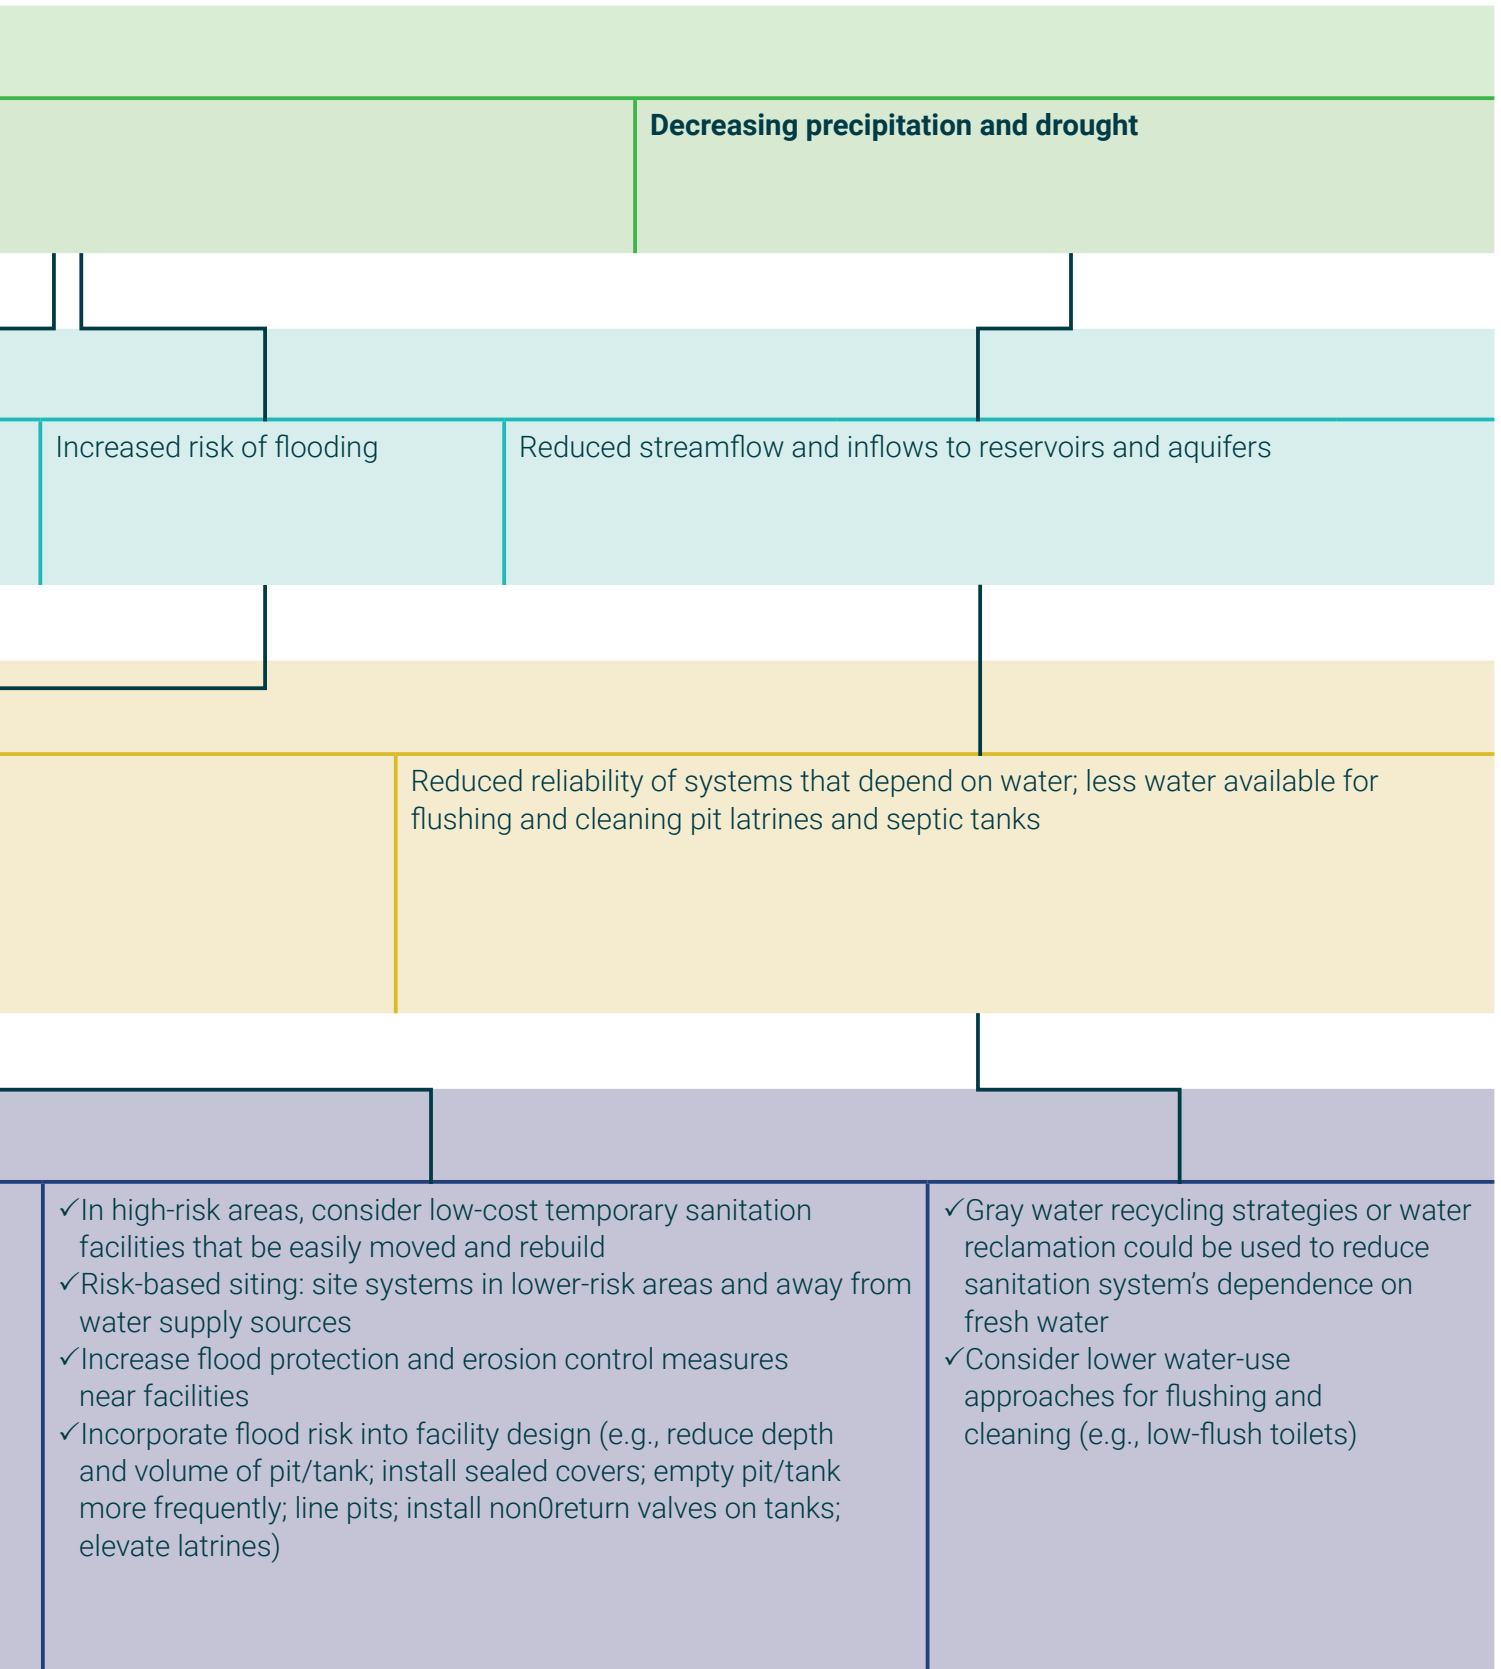 Decreasing precipitation and drought
Increased risk of flooding
Reduced streamflow and inflows to reservoirs and aquifers
Reduced reliability of systems that depend on water; less water available for
flushing and cleaning pit latrines and septic tanks
✓In high-risk areas, consider low-cost temporary sanitation
facilities that be easily moved and rebuild
✓Risk-based siting: site systems in lower-risk areas and away from
water supply sources
✓Increase flood protection and erosion control measures
near facilities
✓Incorporate flood risk into facility design (e.g., reduce depth
and volume of pit/tank; install sealed covers; empty pit/tank
more frequently; line pits; install non0return valves on tanks;
elevate latrines)
✓Gray water recycling strategies or water
reclamation could be used to reduce
sanitation system’s dependence on
fresh water
✓Consider lower water-use
approaches for flushing and
cleaning (e.g., low-flush toilets)